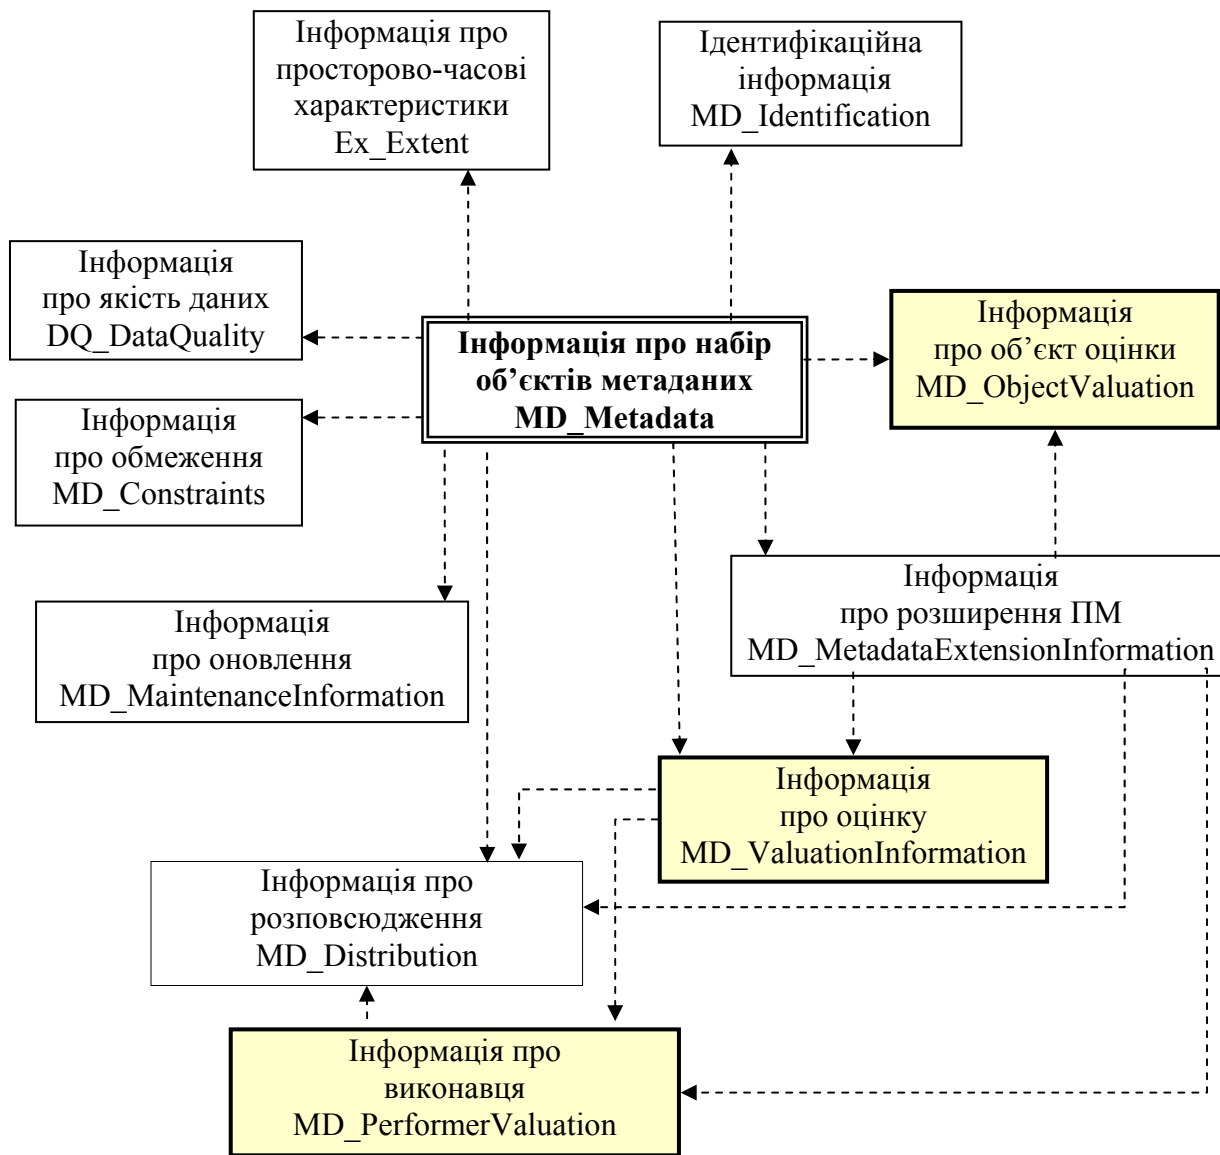 Інформація про
просторово-часові
характеристики
Ex_Extent
Ідентифікаційна
інформація
MD_Identification
Інформація
про якість даних
DQ_DataQuality
Інформація про набір
об’єктів метаданих
MD_Metadata
Інформація
про об’єкт оцінки
MD_ObjectValuation
Інформація
про обмеження
MD_Constraints
Інформація
про розширення ПМ
MD_MetadataExtensionInformation
Інформація
про оновлення
MD_MaintenanceInformation
Інформація
про оцінку
MD_ValuationInformation
Інформація про
розповсюдження
MD_Distribution
Інформація про
виконавця
MD_PerformerValuation